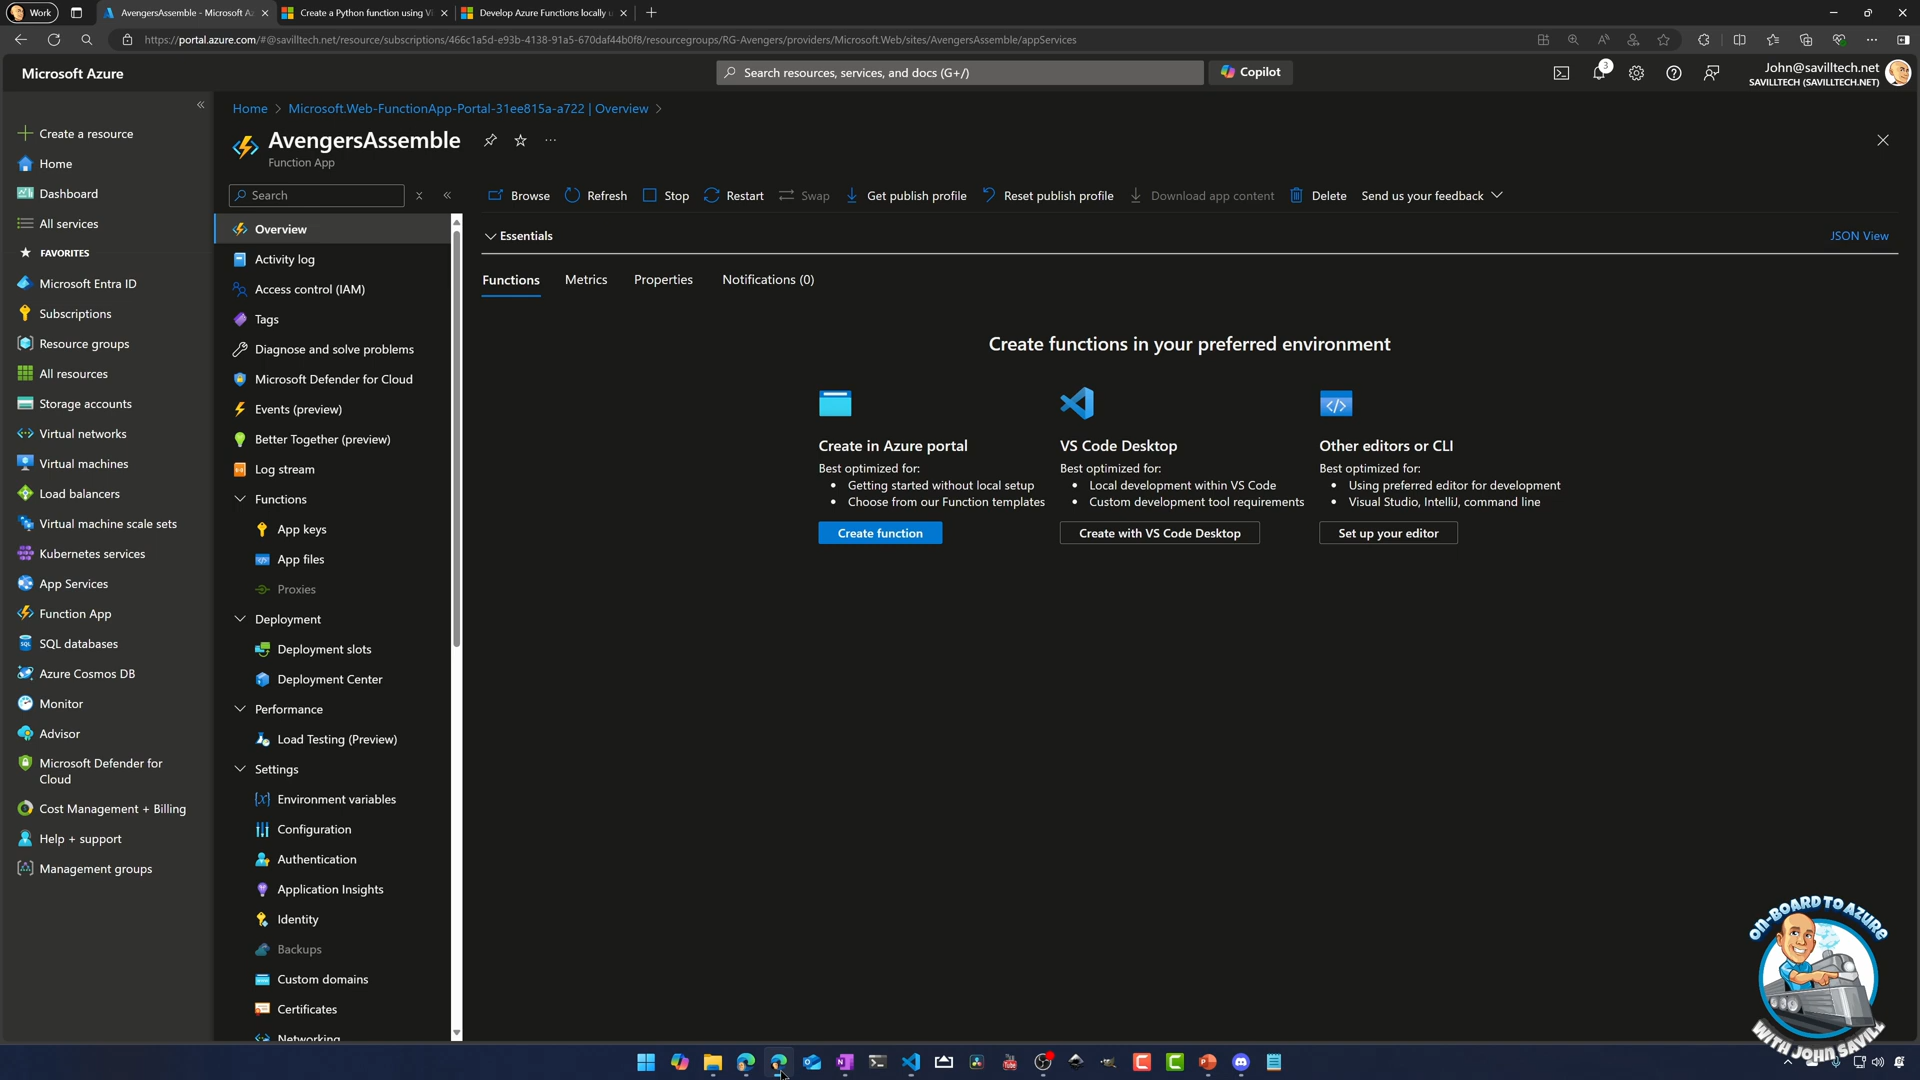 Work
AvengersAssemble - Microsoft Az
Create a Python function using Vi
Develop Azure Functions locally u
https://portal.azure.com/#@savilltech.net/resource/subscriptions/466c1a5d-e93b-4138-91a5-670daf44b0f8/resourcegroups/RG-Avengers/providers/Microsoft.Web/sites/AvengersAssemble/appServices
Microsoft Azure
Search resources, services, and docs (G+/)
Copilot
3
John@savilltech.net
SAVILLTECH (SAVILLTECH.NET)
Create a resource
Home
Dashboard
All services
FAVORITES
Microsoft Entra ID
Subscriptions
Resource groups
All resources
Storage accounts
Virtual networks
Virtual machines
Load balancers
Virtual machine scale sets
Kubernetes services
App Services
Function App
SQL databases
Azure Cosmos DB
Monitor
Advisor
Microsoft Defender for
Cloud
Cost Management + Billing
Help + support
Management groups
Home > Microsoft.Web-FunctionApp-Portal-31ee815a-a722 | Overview >
AvengersAssemble
Function App
Search
Overview
Activity log
Access control (IAM)
Tags
Diagnose and solve problems
Microsoft Defender for Cloud
Events (preview)
Better Together (preview)
Log stream
Functions
App keys
App files
Proxies
Deployment
Deployment slots
Deployment Center
Performance
Load Testing (Preview)
Settings
Environment variables
Configuration
Authentication
Application Insights
Identity
Backups
Custom domains
Certificates
Networking
Browse
Refresh
Stop
Restart
Swap
Get publish profile
Reset publish profile
Download app content
Delete
Send us your feedback
Essentials
JSON View
Functions
Metrics
Properties
Notifications (0)
Create functions in your preferred environment
Create in Azure portal
Best optimized for:
• Getting started without local setup
• Choose from our Function templates
Create function
VS Code Desktop
Best optimized for:
• Local development within VS Code
• Custom development tool requirements
Create with VS Code Desktop
Other editors or CLI
Best optimized for:
• Using preferred editor for development
• Visual Studio, IntelliJ, command line
Set up your editor
ON-BOARD TO AZURE
WITH JOHN SAVILL